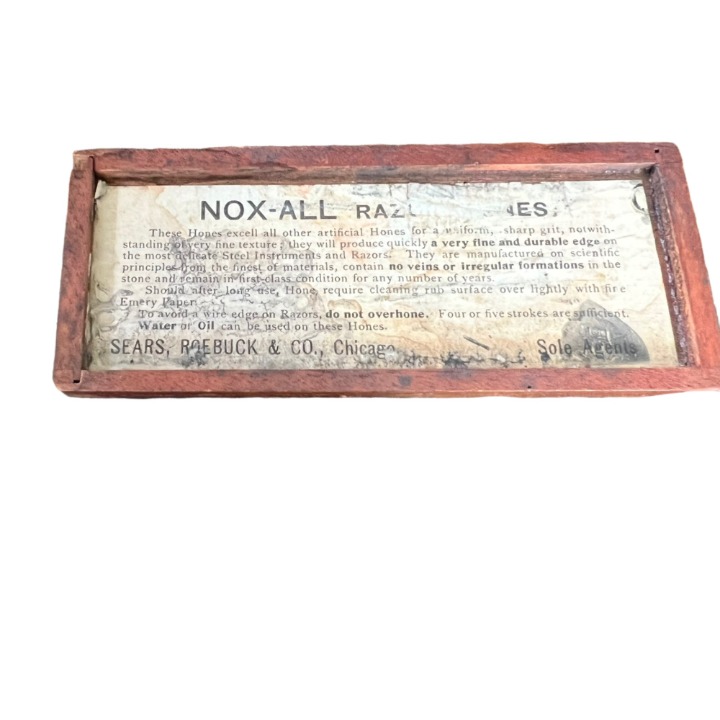 NOX-ALL
These Hones excell all other artificial Hones for a uniform, sharp grit, notwith-
standing of very fine texture; they will produce quickly a very fine and durable edge on
the most delicate Steel Instruments and Razors. They are manufactured on scientific
principles from the finest of materials, contain no veins or irregular formations in the
stone and remain in first-class condition for any number of years.
Should after long use, Hone require cleaning rub surface over lightly with fine
Emery Paper
To avoid a wire edge on Razors, do not overhone. Four or five strokes are sufficient.
Water or Oil can be used on these Hones.
SEARS, ROEBUCK & CO., Chicago Sole Agents